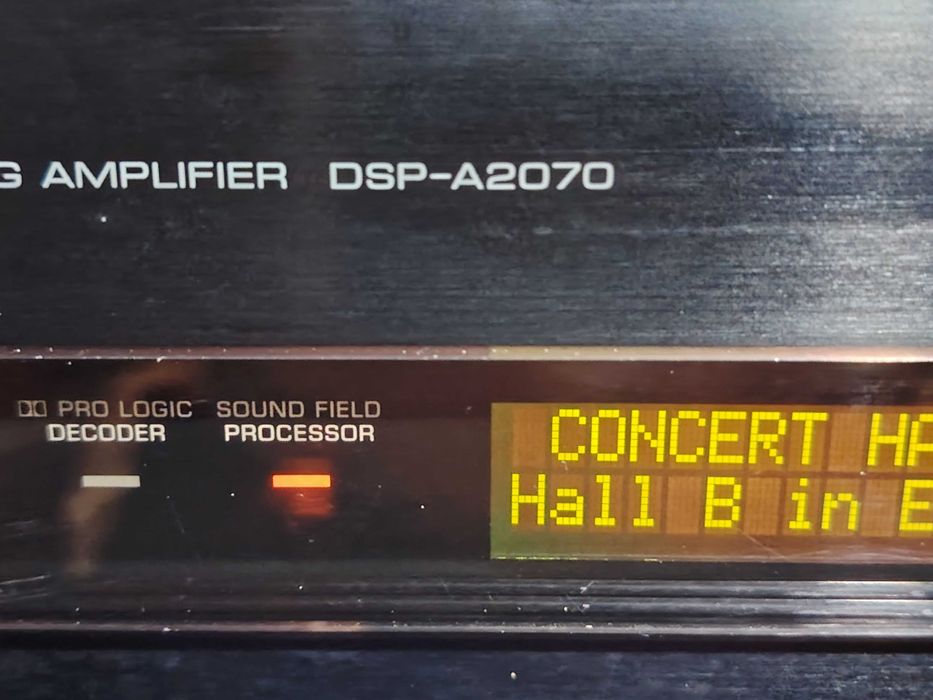 G AMPLIFIER DSP-A2070
PRO LOGIC
DECODER
SOUND FIELD
PROCESSOR
CONCERT HA
Hall B in E